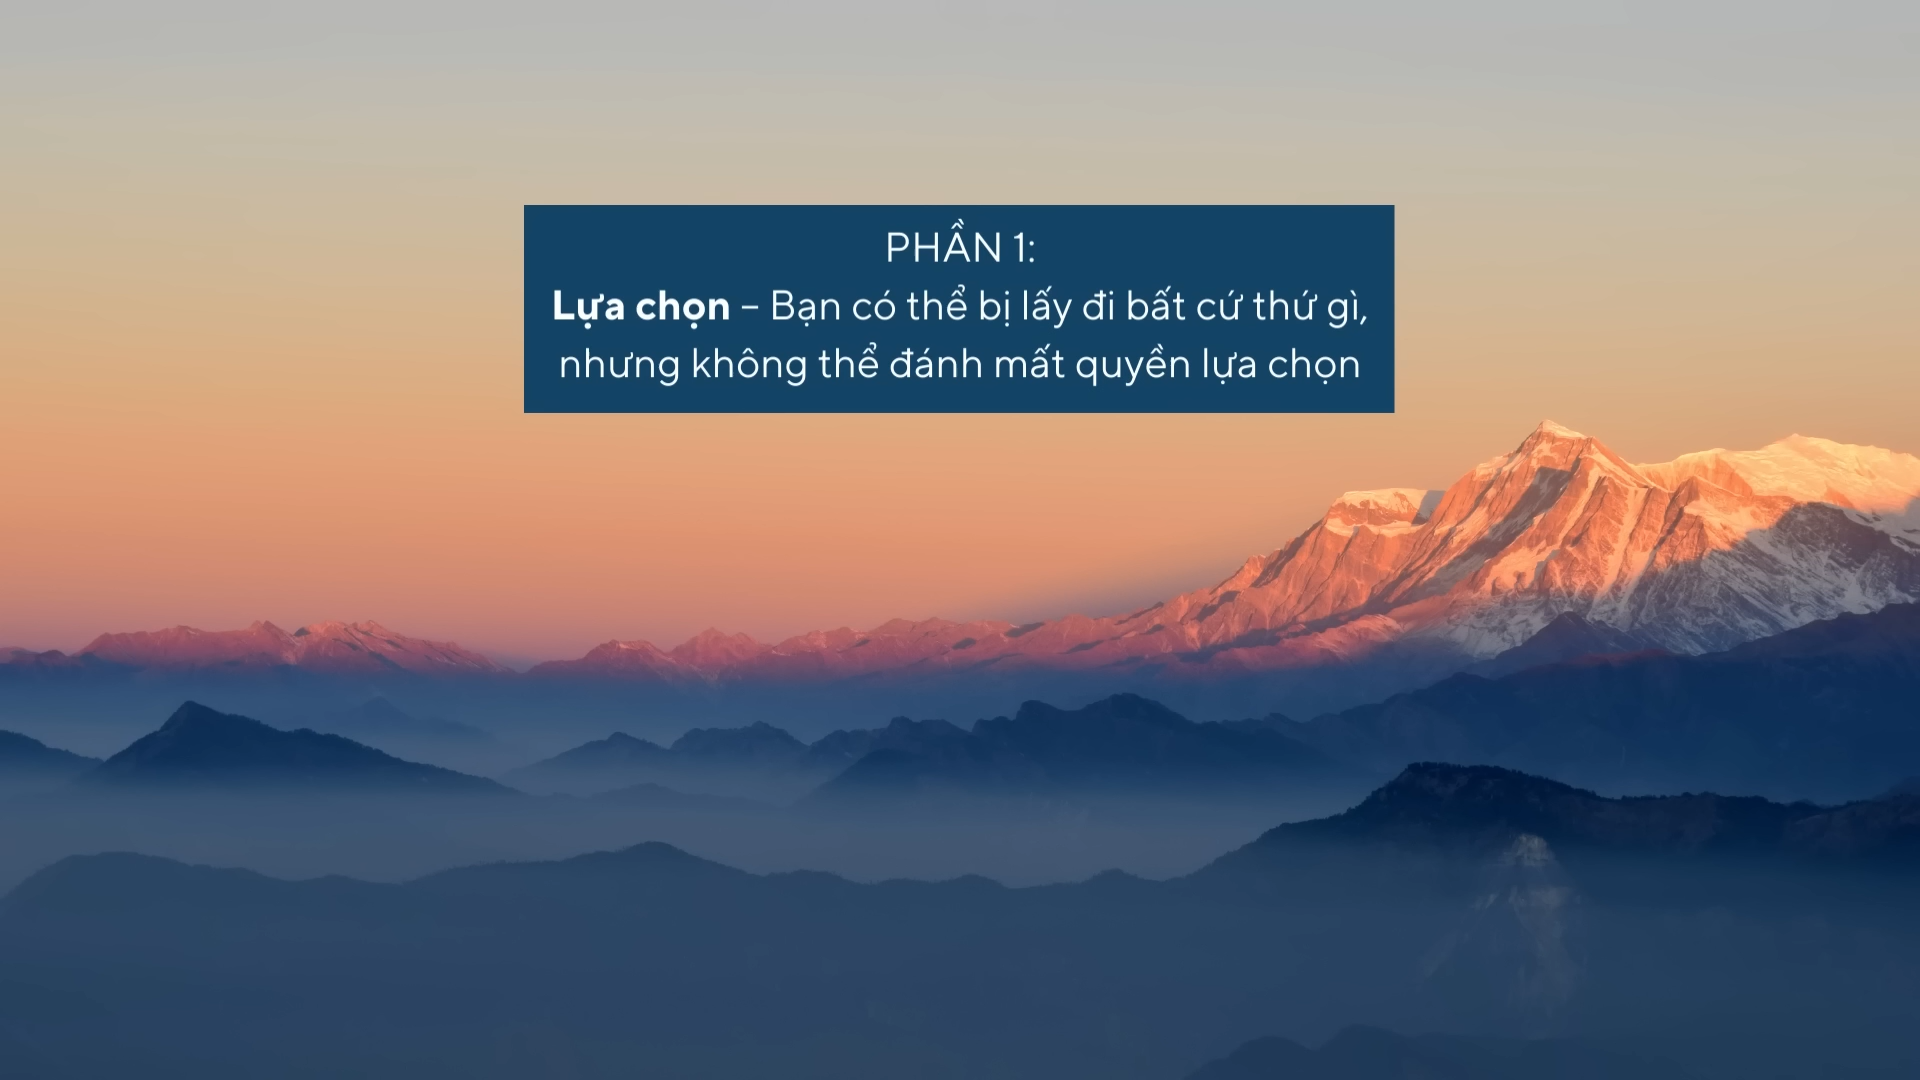 PHẦN 1:
Lựa chọn – Bạn có thể bị lấy đi bất cứ thứ gì,
nhưng không thể đánh mất quyền lựa chọn